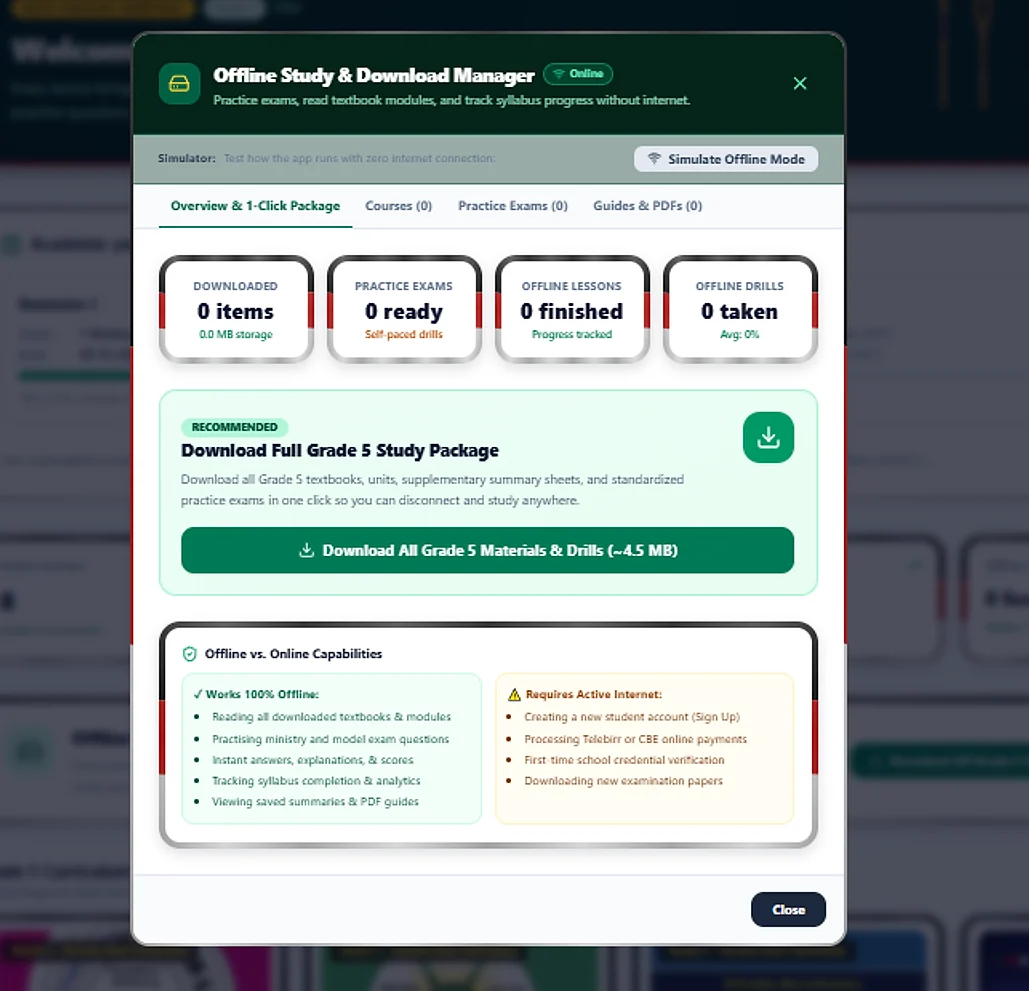 Offline Study & Download Manager
Online
Practice exams, read textbook modules, and track syllabus progress without internet.
Simulator: Test how the app runs with zero internet connection:
Simulate Offline Mode
Overview & 1-Click Package
Courses (0)
Practice Exams (0)
Guides & PDFs (0)
DOWNLOADED
0 items
0.0 MB storage
PRACTICE EXAMS
0 ready
Self-paced drills
OFFLINE LESSONS
0 finished
Progress tracked
OFFLINE DRILLS
0 taken
Avg: 0%
RECOMMENDED
Download Full Grade 5 Study Package
Download all Grade 5 textbooks, units, supplementary summary sheets, and standardized
practice exams in one click so you can disconnect and study anywhere.
Download All Grade 5 Materials & Drills (~4.5 MB)
Offline vs. Online Capabilities
✓ Works 100% Offline:
• Reading all downloaded textbooks & modules
• Practising ministry and model exam questions
• Instant answers, explanations, & scores
• Tracking syllabus completion & analytics
• Viewing saved summaries & PDF guides
⚠ Requires Active Internet:
• Creating a new student account (Sign Up)
• Processing Telebirr or CBE online payments
• First-time school credential verification
• Downloading new examination papers
Close